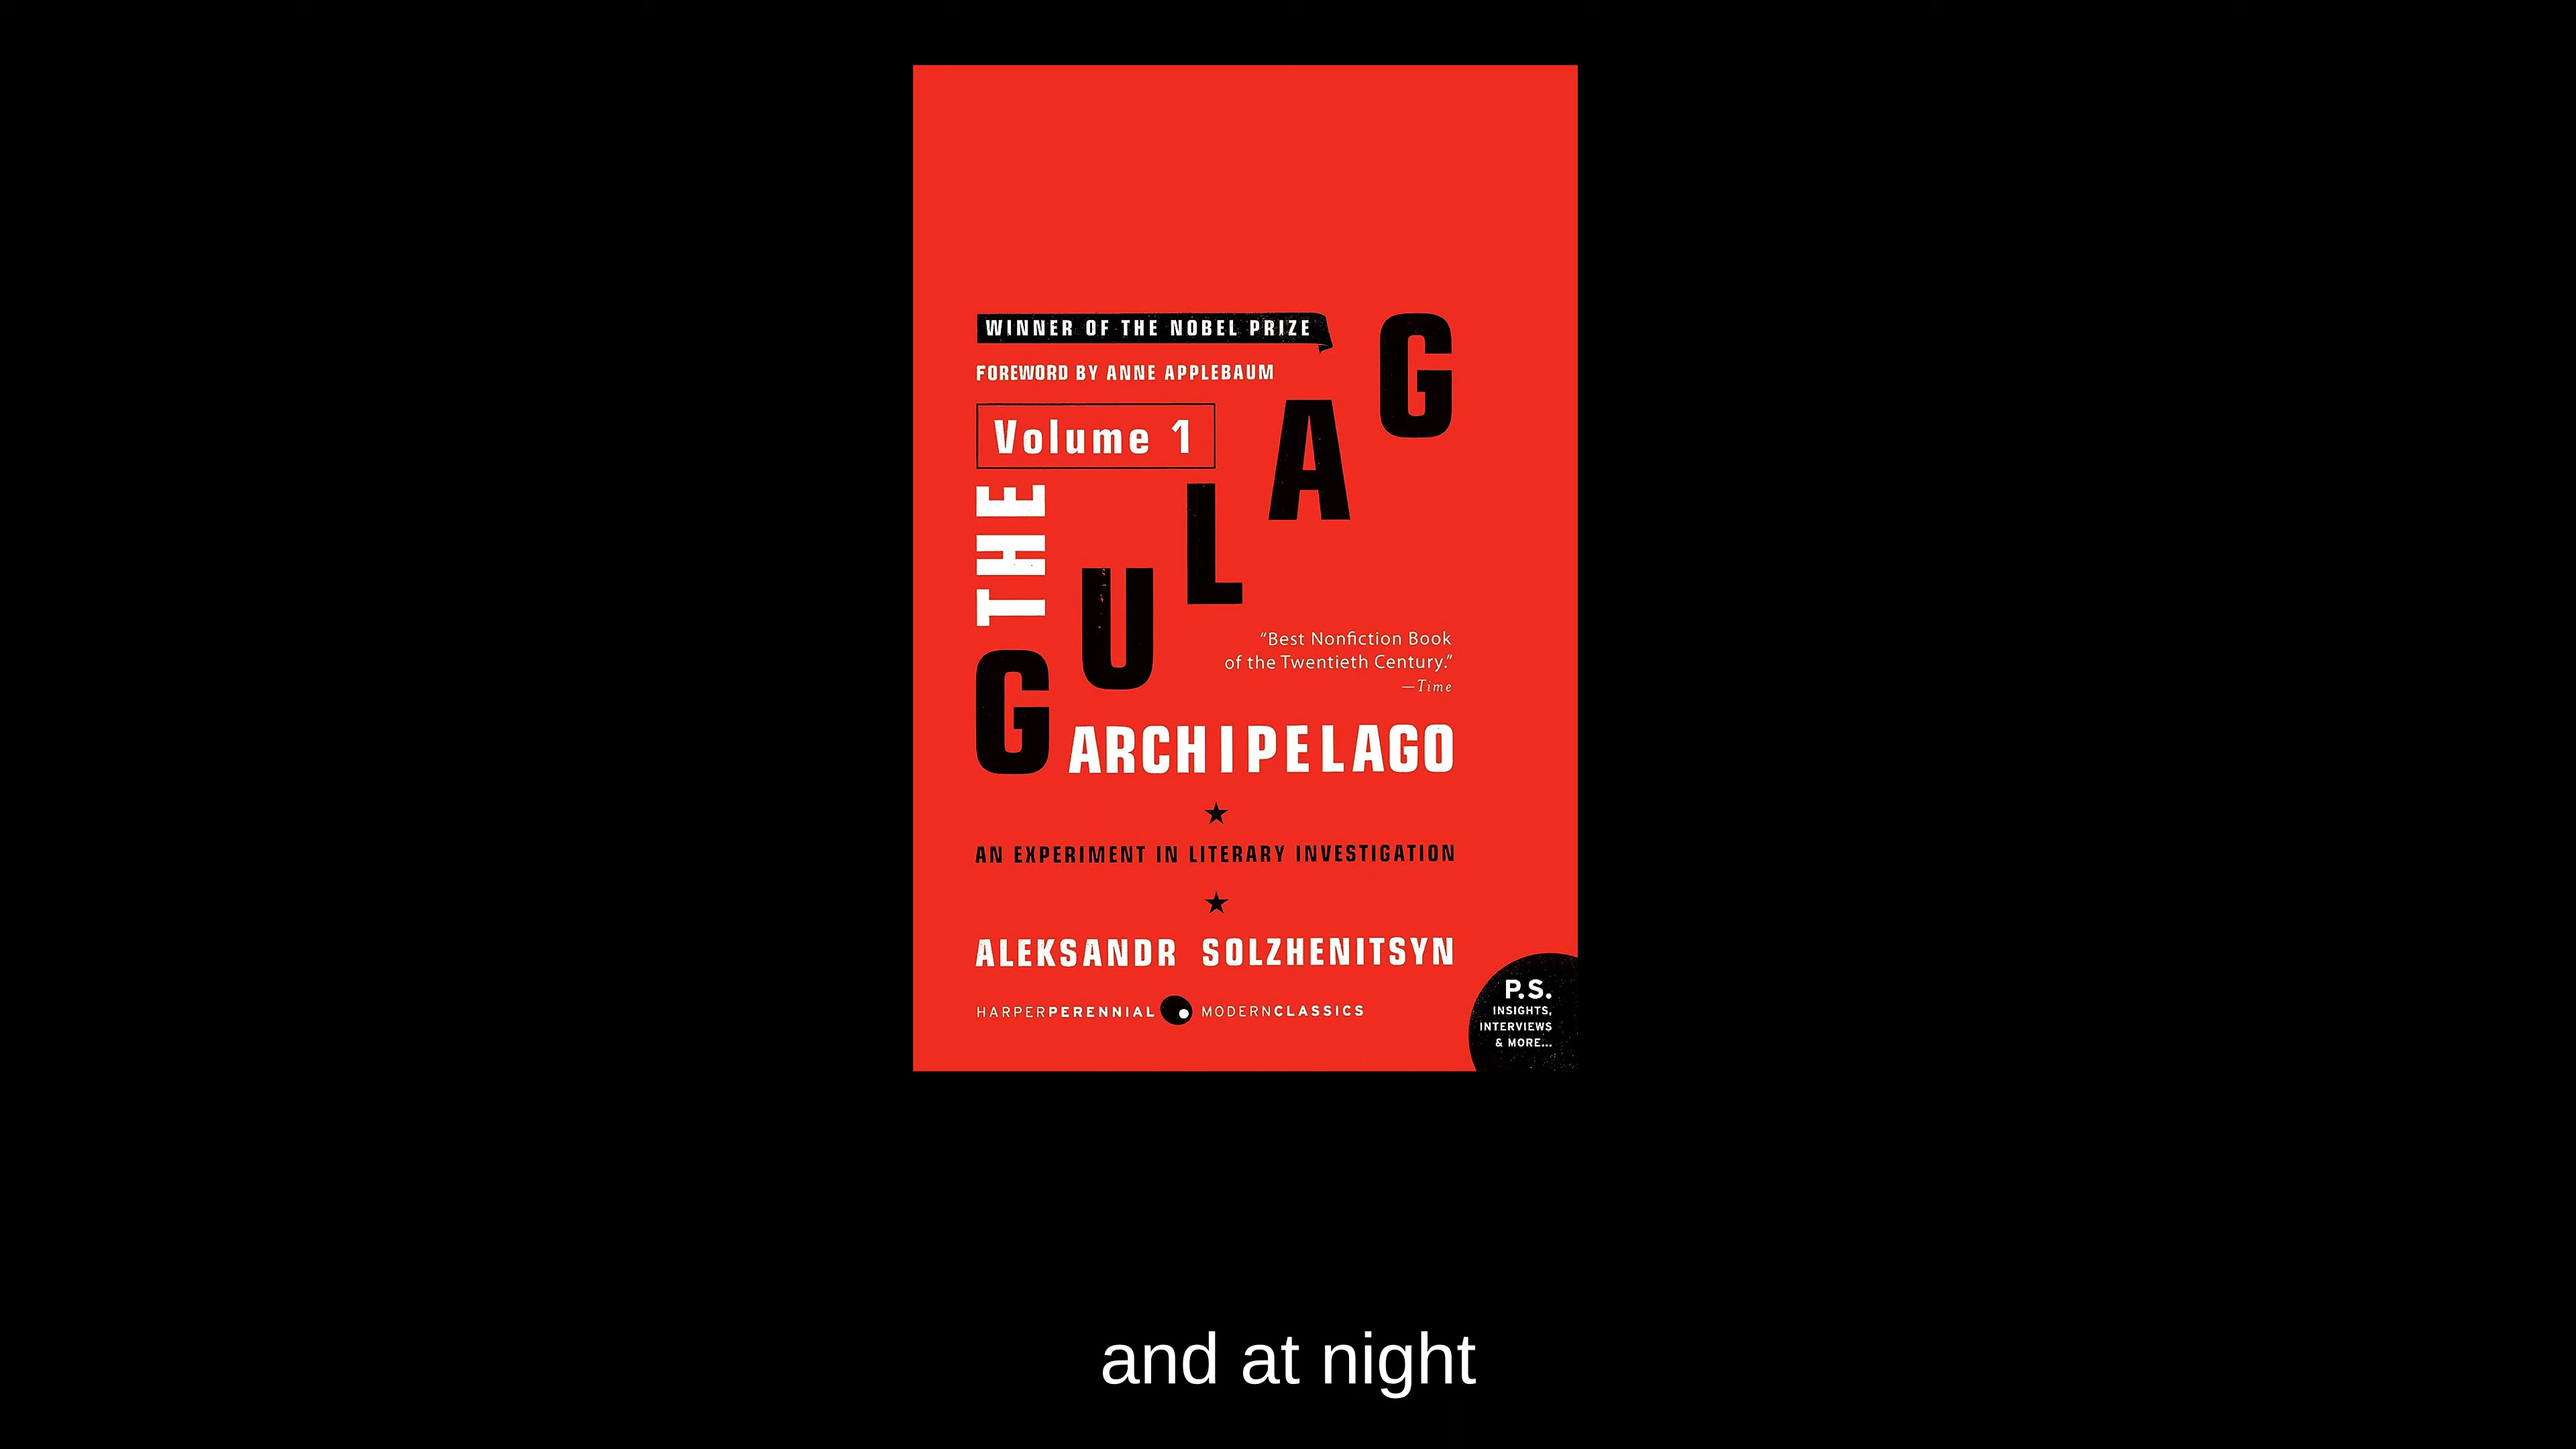 WINNER OF THE NOBEL PRIZE
FOREWORD BY ANNE APPLEBAUM
Volume 1
THE
GULAG
ARCHIPELAGO
“Best Nonfiction Book
of the Twentieth Century.”
—Time
AN EXPERIMENT IN LITERARY INVESTIGATION
ALEKSANDR SOLZHENITSYN
HARPERPERENNIAL MODERNCLASSICS
P.S.
INSIGHTS,
INTERVIEWS
& MORE...
and at night